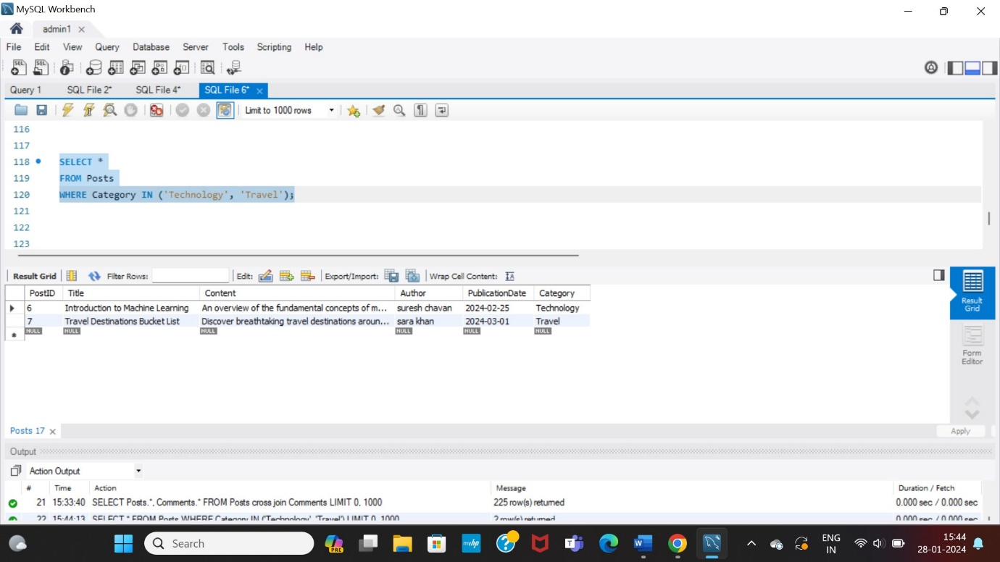 MySQL Workbench
admin1
File Edit View Query Database Server Tools Scripting Help
Query 1 SQL File 2* SQL File 4* SQL File 6*
Limit to 1000 rows
116
117
118 SELECT *
119 FROM Posts
120 WHERE Category IN ('Technology', 'Travel');
121
122
123
Result Grid Filter Rows: Edit: Export/Import: Wrap Cell Content:
PostID Title Content Author PublicationDate Category
6 Introduction to Machine Learning An overview of the fundamental concepts of m... suresh chavan 2024-02-25 Technology
7 Travel Destinations Bucket List Discover breathtaking travel destinations aroun... sara khan 2024-03-01 Travel
NULL NULL NULL NULL NULL NULL
Result Grid
Form Editor
Posts 17 Apply
Output
Action Output
# Time Action Message Duration / Fetch
21 15:33:40 SELECT Posts.*, Comments.* FROM Posts cross join Comments LIMIT 0, 1000 225 row(s) returned 0.000 sec / 0.000 sec
22 15:44:13 SELECT * FROM Posts WHERE Category IN ('Technology', 'Travel') LIMIT 0, 1000 2 row(s) returned 0.000 sec / 0.000 sec
Search PRE myhp ENG IN 15:44 28-01-2024